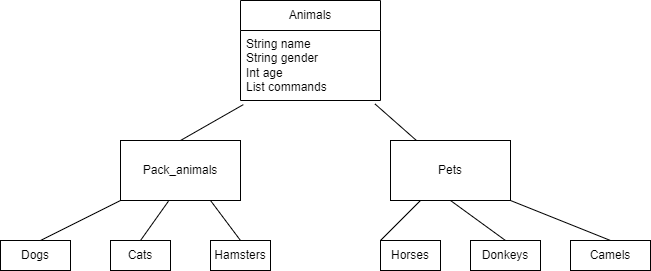 Animals
String name
String gender
Int age
List commands
Pack_animals
Pets
Dogs
Cats
Hamsters
Horses
Donkeys
Camels